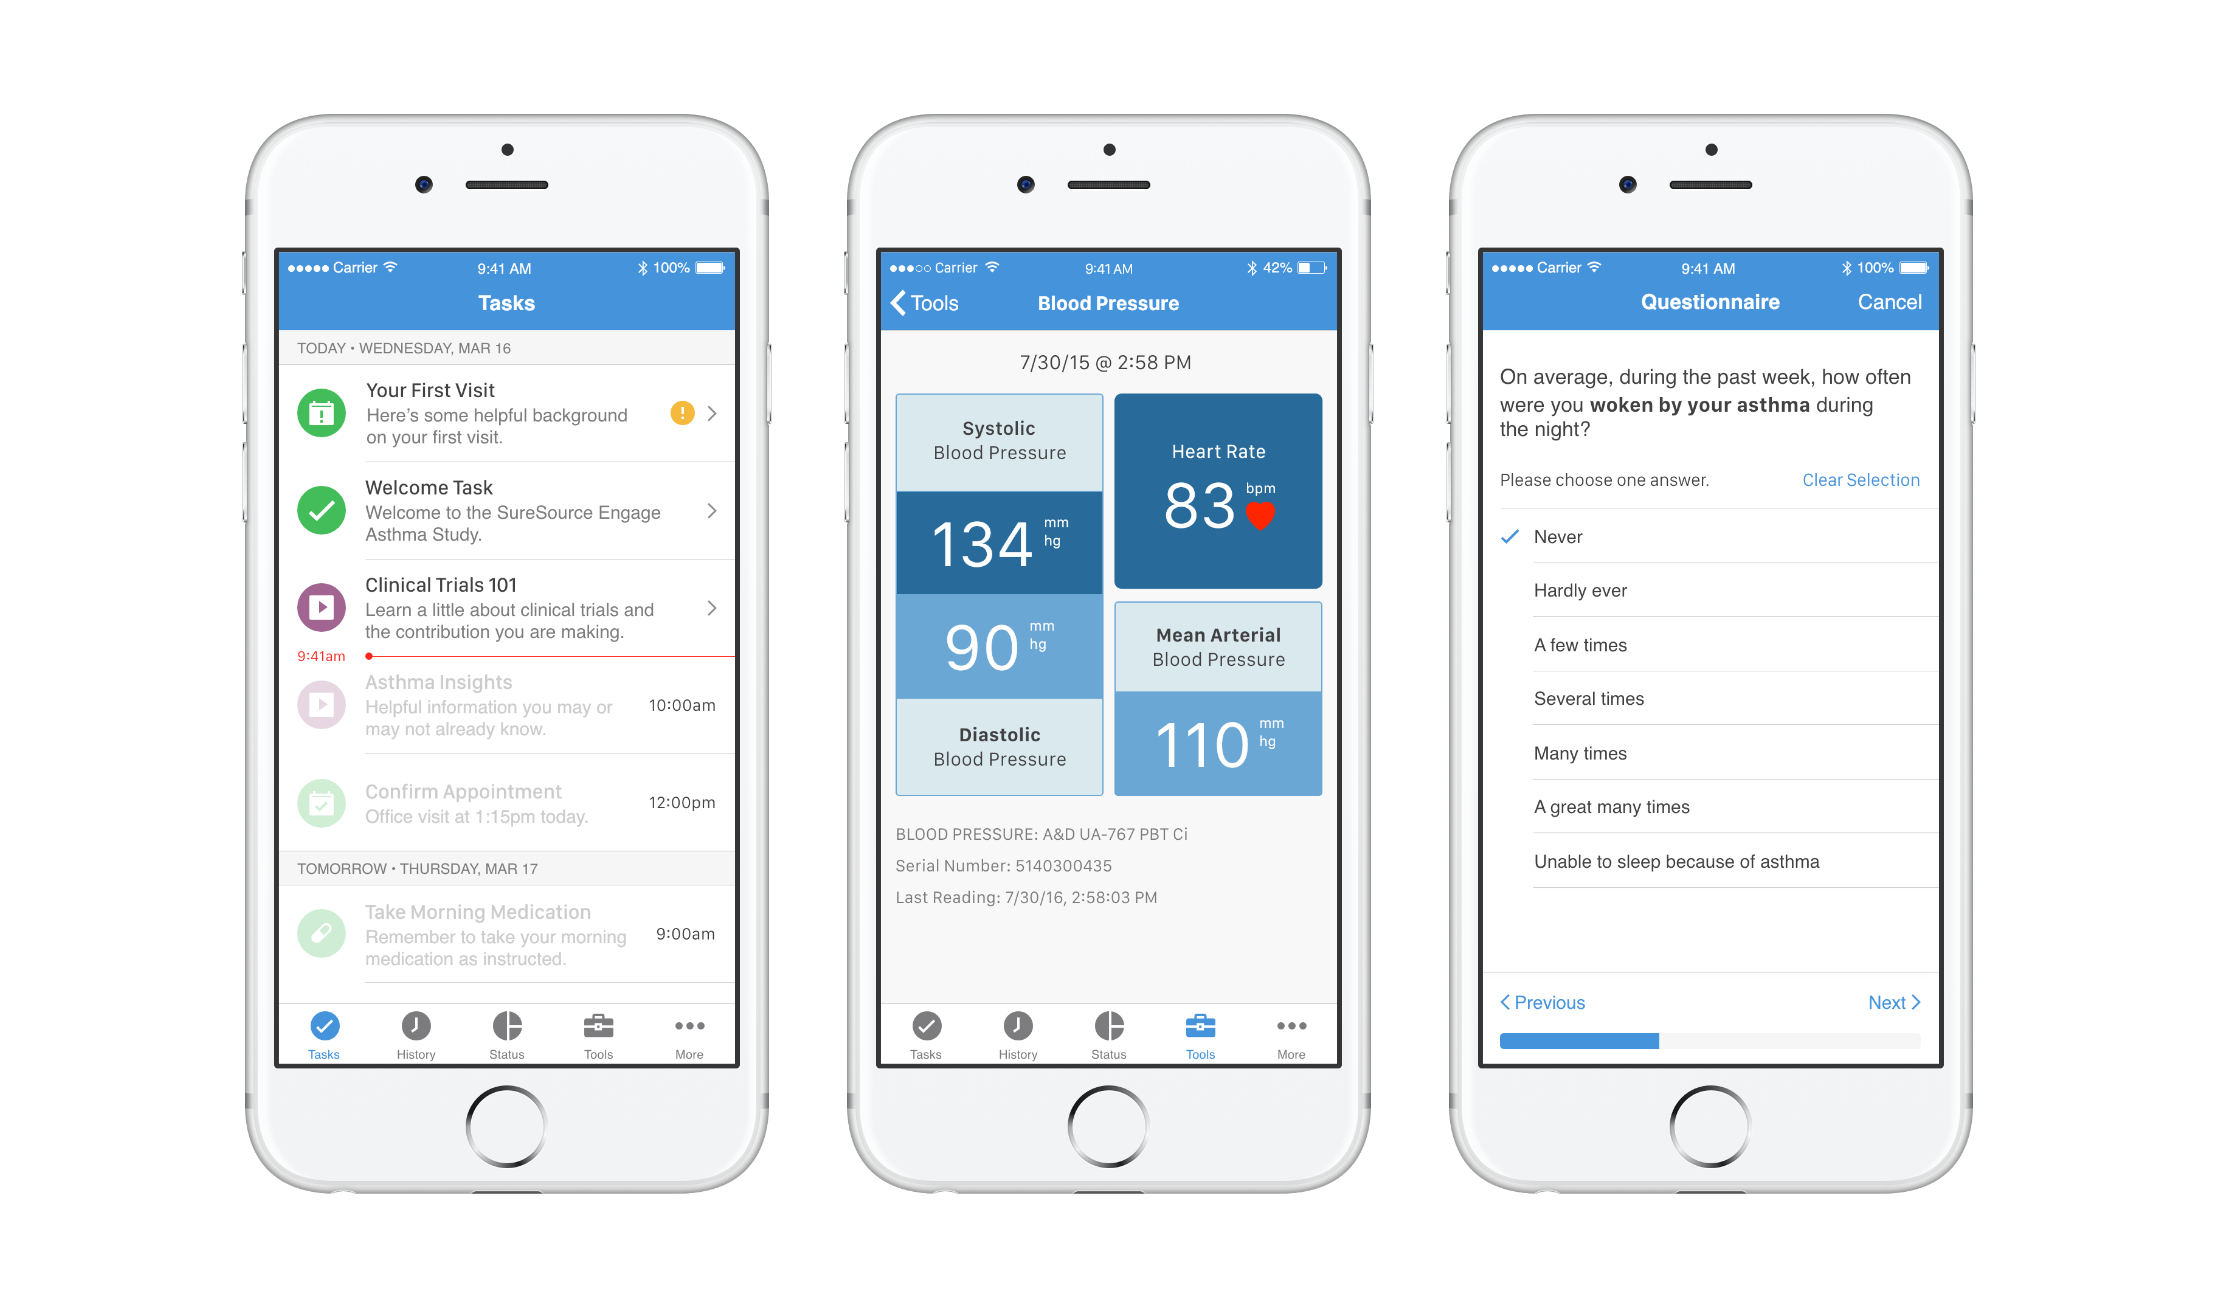 Carrier 9:41 AM 100%
Tasks
TODAY • WEDNESDAY, MAR 16
Your First Visit
Here’s some helpful background
on your first visit.
Welcome Task
Welcome to the SureSource Engage
Asthma Study.
Clinical Trials 101
Learn a little about clinical trials and
the contribution you are making.
9:41am
Asthma Insights
Helpful information you may or
may not already know.
10:00am
Confirm Appointment
Office visit at 1:15pm today.
12:00pm
TOMORROW • THURSDAY, MAR 17
Take Morning Medication
Remember to take your morning
medication as instructed.
9:00am
Tasks History Status Tools More
Carrier 9:41 AM 42%
Tools Blood Pressure
7/30/15 @ 2:58 PM
Systolic
Blood Pressure
134 mm
hg
90 mm
hg
Diastolic
Blood Pressure
Heart Rate
83 bpm
Mean Arterial
Blood Pressure
110 mm
hg
BLOOD PRESSURE: A&D UA-767 PBT Ci
Serial Number: 5140300435
Last Reading: 7/30/16, 2:58:03 PM
Tasks History Status Tools More
Carrier 9:41 AM 100%
Questionnaire Cancel
On average, during the past week, how often
were you woken by your asthma during
the night?
Please choose one answer. Clear Selection
Never
Hardly ever
A few times
Several times
Many times
A great many times
Unable to sleep because of asthma
Previous Next